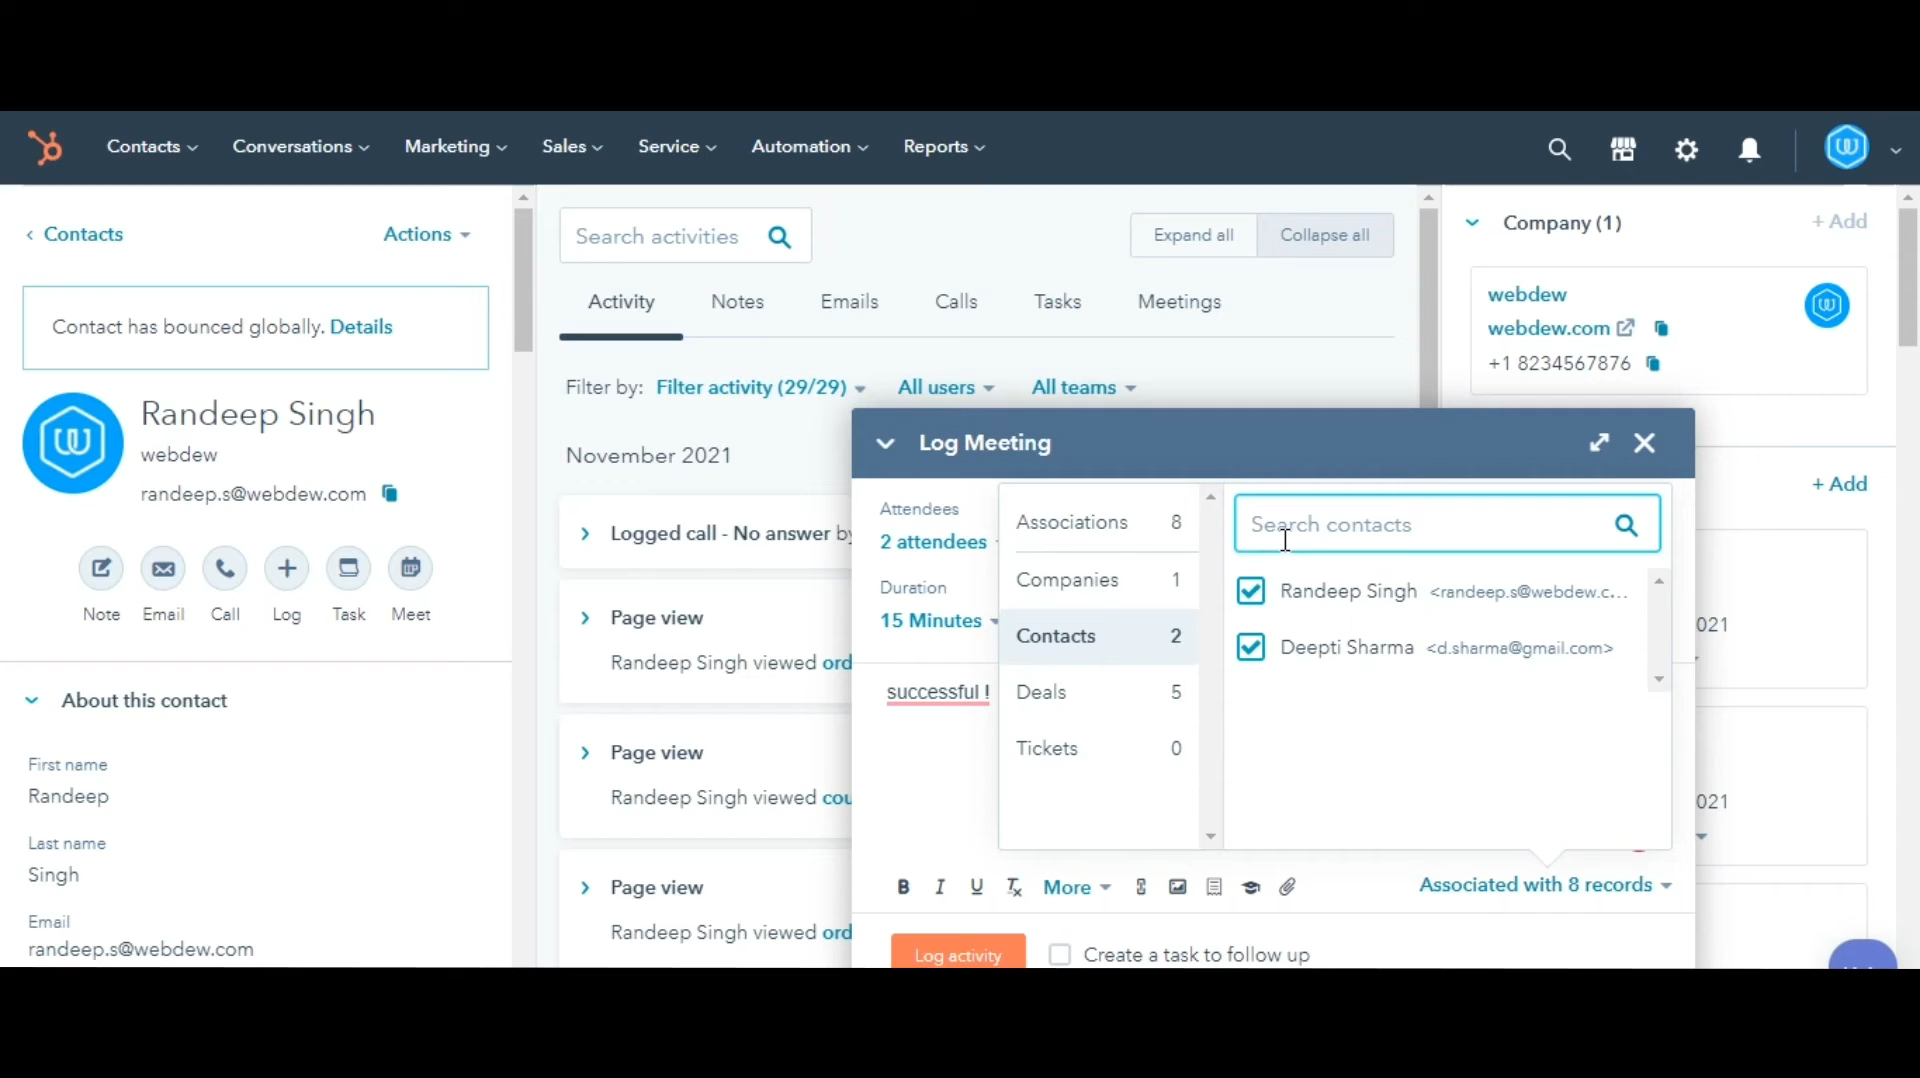 Contacts
Conversations
Marketing
Sales
Service
Automation
Reports
Contacts
Actions
Contact has bounced globally. Details
Randeep Singh
webdew
randeep.s@webdew.com
Note
Email
Call
Log
Task
Meet
About this contact
First name
Randeep
Last name
Singh
Email
randeep.s@webdew.com
Search activities
Expand all
Collapse all
Activity
Notes
Emails
Calls
Tasks
Meetings
Filter by:
Filter activity (29/29)
All users
All teams
November 2021
Logged call - No answer by
Page view
Randeep Singh viewed ord
Page view
Randeep Singh viewed cou
Page view
Randeep Singh viewed ord
Log Meeting
Attendees
2 attendees
Duration
15 Minutes
successful !
Associations 8
Companies 1
Contacts 2
Deals 5
Tickets 0
Search contacts
Randeep Singh <randeep.s@webdew.c...
Deepti Sharma <d.sharma@gmail.com>
B I U Tx More
Associated with 8 records
Log activity
Create a task to follow up
Company (1)
+ Add
webdew
webdew.com
+1 8234567876
+ Add
021
021